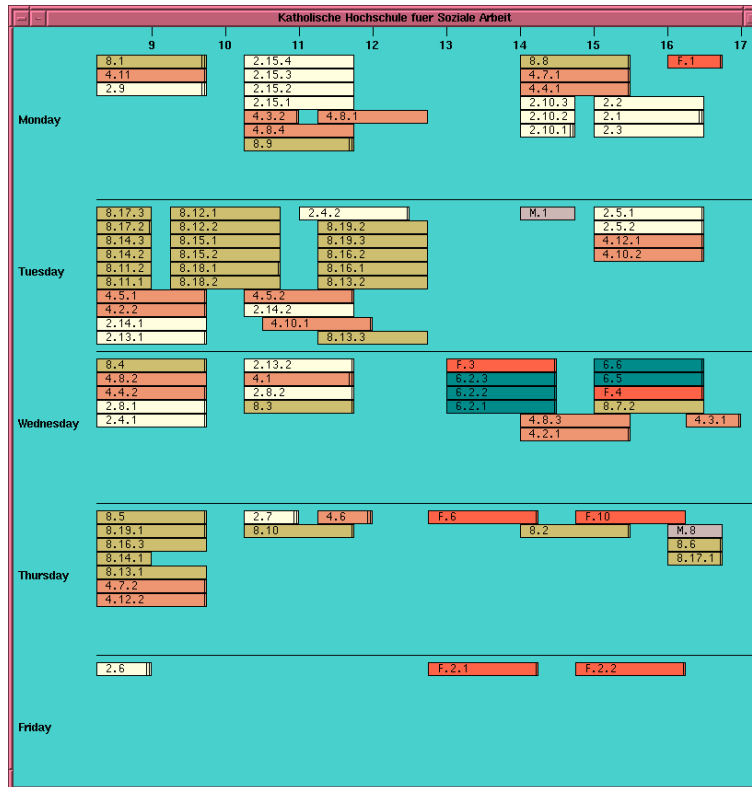 Katholische Hochschule fuer Soziale Arbeit
9 10 11 12 13 14 15 16 17
Monday
8.1 2.15.4 8.8 F.1
4.11 2.15.3 4.7.1
2.9 2.15.2 4.4.1
2.15.1 2.10.3 2.2
4.3.2 4.8.1 2.10.2 2.1
4.8.4 2.10.1 2.3
8.9
Tuesday
8.17.3 8.12.1 2.4.2 M.1 2.5.1
8.17.2 8.12.2 8.19.2 2.5.2
8.14.3 8.15.1 8.19.3 4.12.1
8.14.2 8.15.2 8.16.2 4.10.2
8.11.2 8.18.1 8.16.1
8.11.1 8.18.2 8.13.2
4.5.1 4.5.2
4.2.2 2.14.2
2.14.1 4.10.1
2.13.1 8.13.3
Wednesday
8.4 2.13.2 F.3 6.6
4.8.2 4.1 6.2.3 6.5
4.4.2 2.8.2 6.2.2 F.4
2.8.1 8.3 6.2.1 8.7.2
2.4.1 4.8.3 4.3.1
4.2.1
Thursday
8.5 2.7 4.6 F.6 F.10
8.19.1 8.10 8.2 M.8
8.16.3 8.6
8.14.1 8.17.1
8.13.1
4.7.2
4.12.2
Friday
2.6 F.2.1 F.2.2